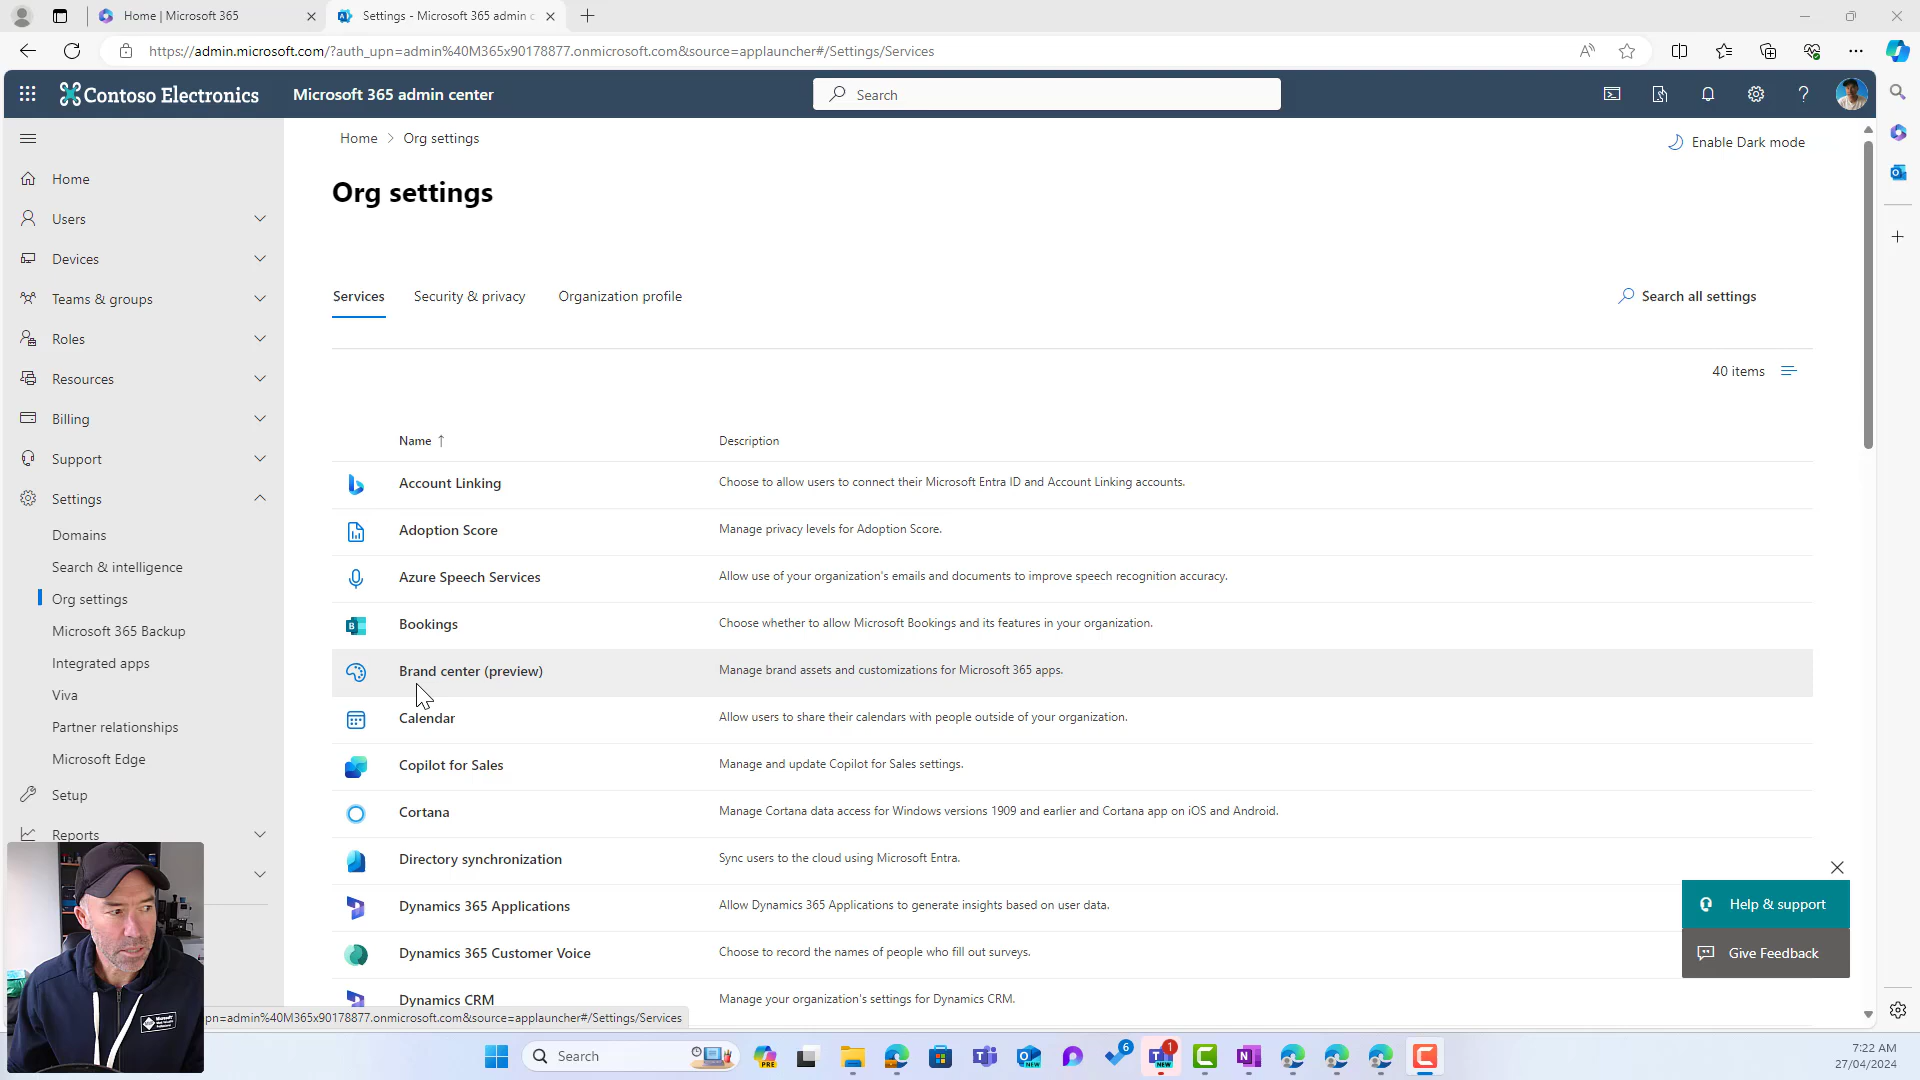 Home | Microsoft 365
Settings - Microsoft 365 admin c
https://admin.microsoft.com/?auth_upn=admin%40M365x90178877.onmicrosoft.com&source=applauncher#/Settings/Services
Contoso Electronics
Microsoft 365 admin center
Search
Home > Org settings
Enable Dark mode
Org settings
Services
Security & privacy
Organization profile
Search all settings
40 items
Home
Users
Devices
Teams & groups
Roles
Resources
Billing
Support
Settings
Domains
Search & intelligence
Org settings
Microsoft 365 Backup
Integrated apps
Viva
Partner relationships
Microsoft Edge
Setup
Reports
Name ↑ Description
Account Linking Choose to allow users to connect their Microsoft Entra ID and Account Linking accounts.
Adoption Score Manage privacy levels for Adoption Score.
Azure Speech Services Allow use of your organization's emails and documents to improve speech recognition accuracy.
Bookings Choose whether to allow Microsoft Bookings and its features in your organization.
Brand center (preview) Manage brand assets and customizations for Microsoft 365 apps.
Calendar Allow users to share their calendars with people outside of your organization.
Copilot for Sales Manage and update Copilot for Sales settings.
Cortana Manage Cortana data access for Windows versions 1909 and earlier and Cortana app on iOS and Android.
Directory synchronization Sync users to the cloud using Microsoft Entra.
Dynamics 365 Applications Allow Dynamics 365 Applications to generate insights based on user data.
Dynamics 365 Customer Voice Choose to record the names of people who fill out surveys.
Dynamics CRM Manage your organization's settings for Dynamics CRM.
Help & support
Give Feedback
upn=admin%40M365x90178877.onmicrosoft.com&source=applauncher#/Settings/Services
Search
PRE
NEW
6
1
NEW
7:22 AM
27/04/2024